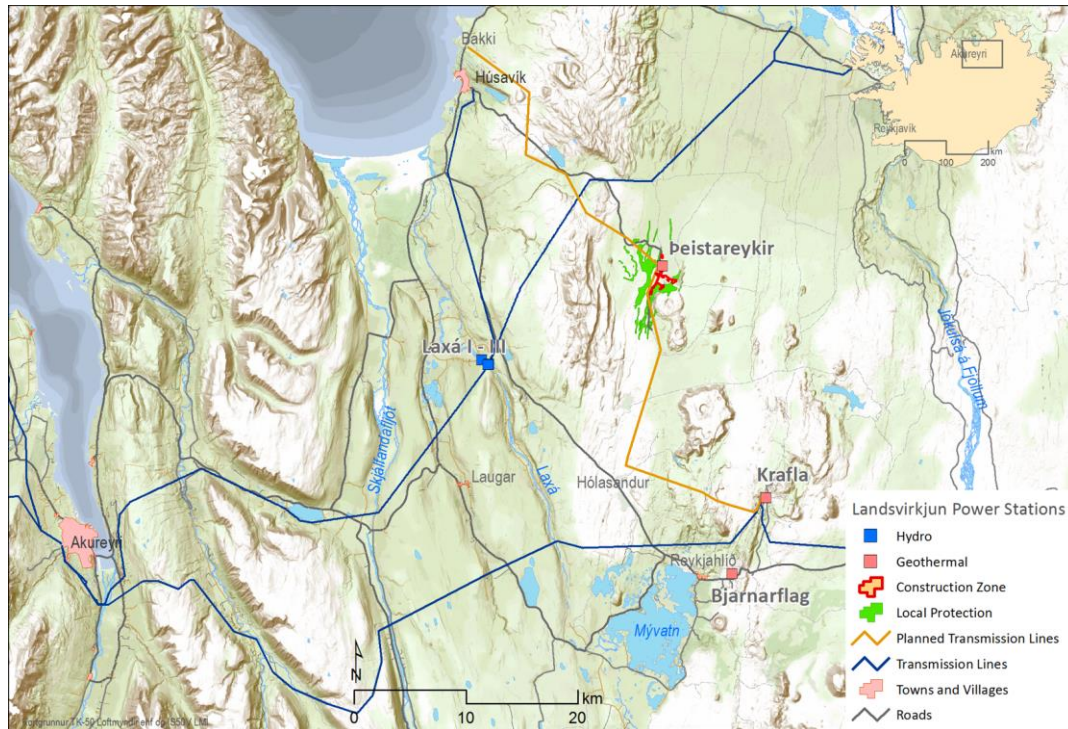 Bakki
Húsavík
Akureyri
Reykjavík
km
0 100 200
Þeistareykir
Jökulsá á Fjöllum
Laxá I - III
Skjálfandafljót
Laugar
Laxá
Hólasandur
Krafla
Akureyri
Reykjahlíð
Bjarnarflag
Mývatn
N
km
0 10 20
Landsvirkjun Power Stations
Hydro
Geothermal
Construction Zone
Local Protection
Planned Transmission Lines
Transmission Lines
Towns and Villages
Roads